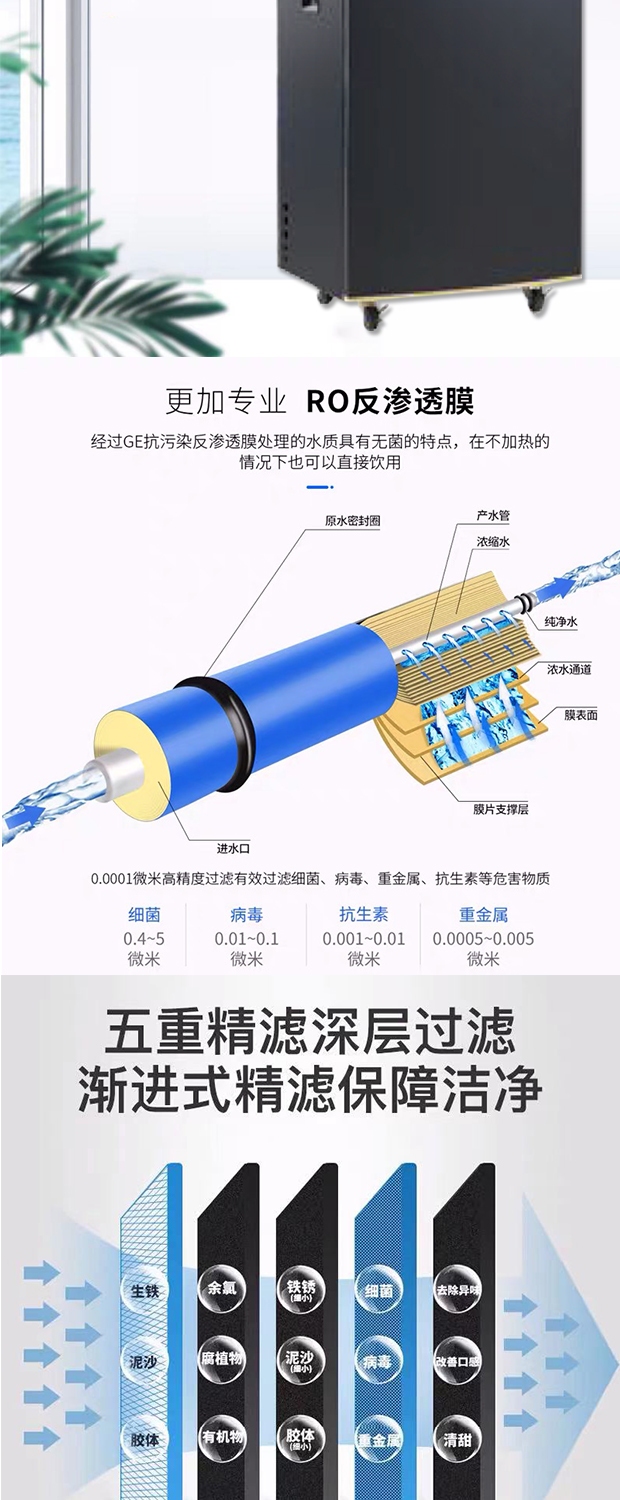 更加专业 RO反渗透膜
经过GE抗污染反渗透膜处理的水质具有无菌的特点，在不加热的
情况下也可以直接饮用
原水密封圈
产水管
浓缩水
纯净水
浓水通道
膜表面
膜片支撑层
进水口
0.0001微米高精度过滤有效过滤细菌、病毒、重金属、抗生素等危害物质
细菌 病毒 抗生素 重金属
0.4~5 0.01~0.1 0.001~0.01 0.0005~0.005
微米 微米 微米 微米
五重精滤深层过滤
渐进式精滤保障洁净
生铁 余氯 铁锈 细菌 去除异味
(细小)
泥沙 腐植物 泥沙 病毒 改善口感
(细小)
胶体 有机物 胶体 重金属 清甜
(细小)